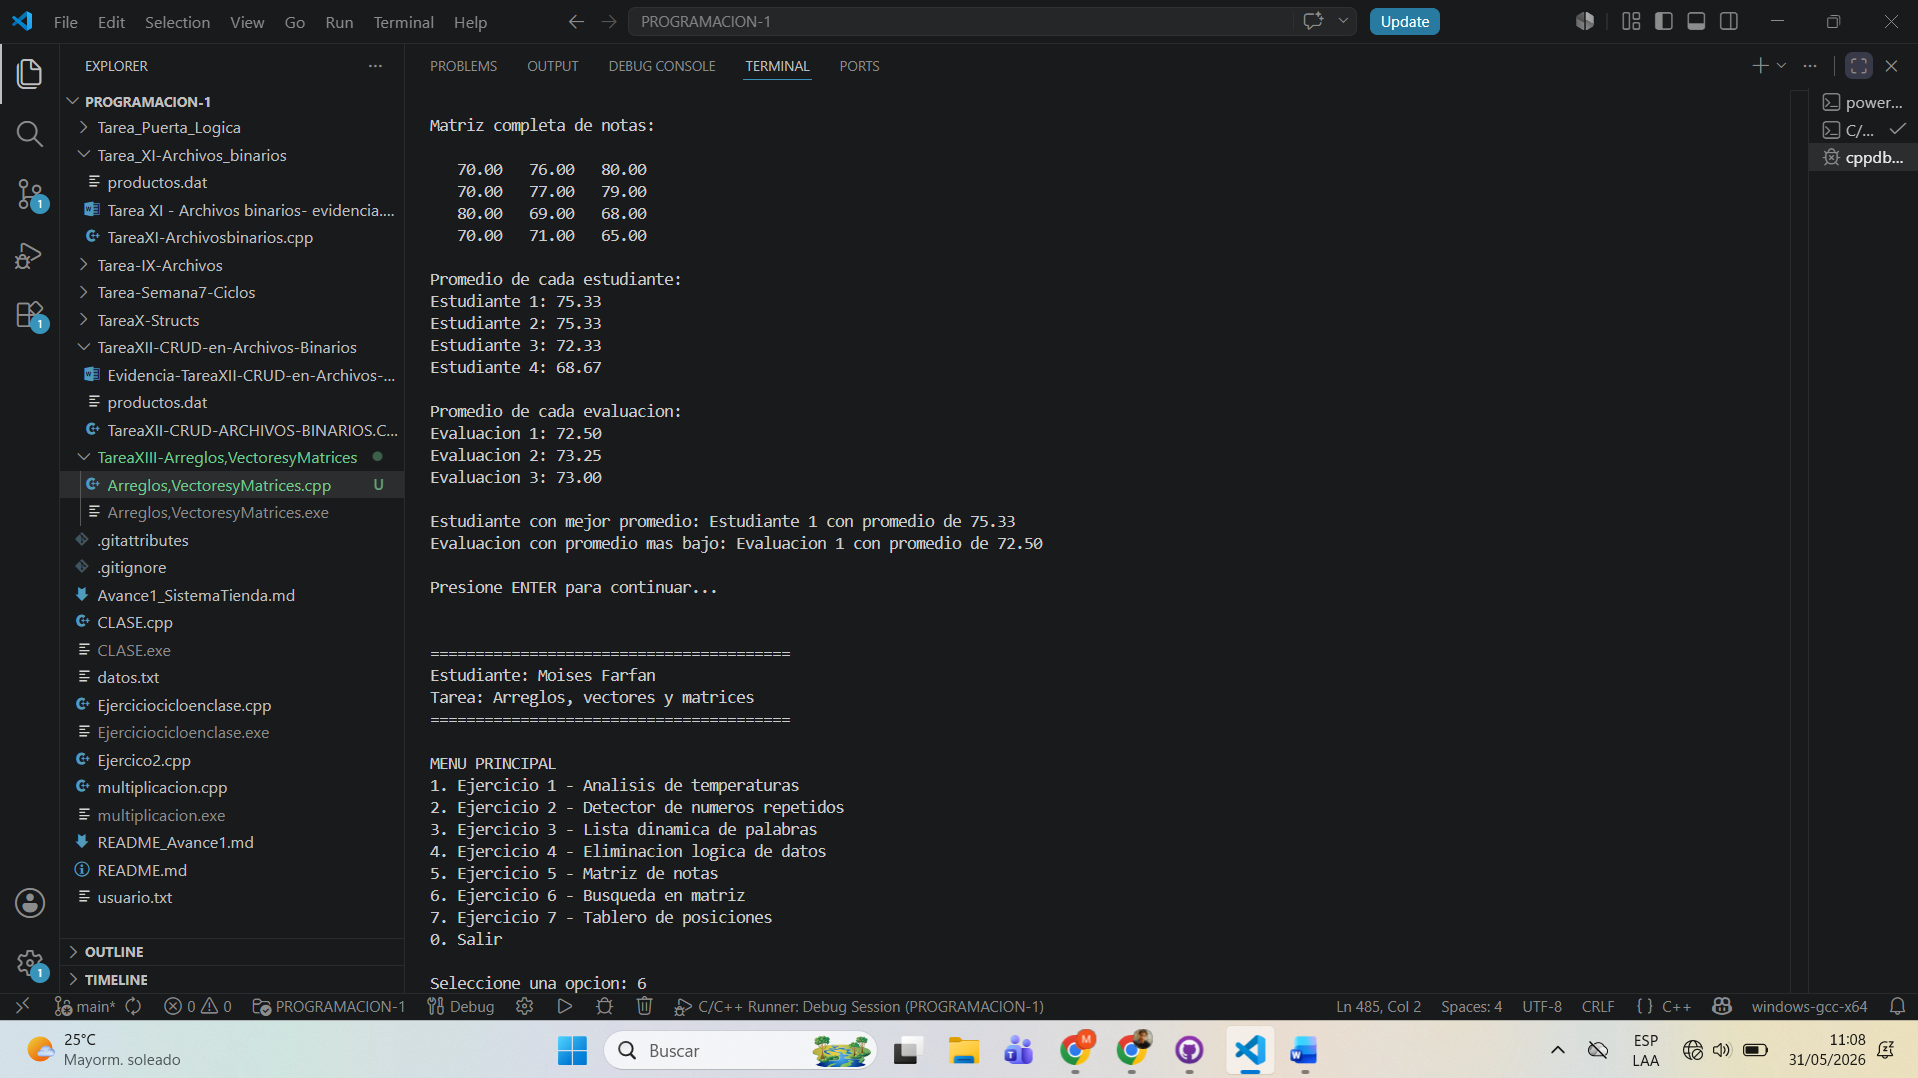 File Edit Selection View Go Run Terminal Help
PROGRAMACION-1
Update
EXPLORER
PROGRAMACION-1
Tarea_Puerta_Logica
Tarea_XI-Archivos_binarios
productos.dat
Tarea XI - Archivos binarios- evidencia....
TareaXI-Archivosbinarios.cpp
Tarea-IX-Archivos
Tarea-Semana7-Ciclos
TareaX-Structs
TareaXII-CRUD-en-Archivos-Binarios
Evidencia-TareaXII-CRUD-en-Archivos-...
productos.dat
TareaXII-CRUD-ARCHIVOS-BINARIOS.C...
TareaXIII-Arreglos,VectoresyMatrices
Arreglos,VectoresyMatrices.cpp U
Arreglos,VectoresyMatrices.exe
.gitattributes
.gitignore
Avance1_SistemaTienda.md
CLASE.cpp
CLASE.exe
datos.txt
Ejerciciocicloenclase.cpp
Ejerciciocicloenclase.exe
Ejercico2.cpp
multiplicacion.cpp
multiplicacion.exe
README_Avance1.md
README.md
usuario.txt
OUTLINE
TIMELINE
1
1
1
PROBLEMS OUTPUT DEBUG CONSOLE TERMINAL PORTS
Matriz completa de notas:
70.00 76.00 80.00
70.00 77.00 79.00
80.00 69.00 68.00
70.00 71.00 65.00
Promedio de cada estudiante:
Estudiante 1: 75.33
Estudiante 2: 75.33
Estudiante 3: 72.33
Estudiante 4: 68.67
Promedio de cada evaluacion:
Evaluacion 1: 72.50
Evaluacion 2: 73.25
Evaluacion 3: 73.00
Estudiante con mejor promedio: Estudiante 1 con promedio de 75.33
Evaluacion con promedio mas bajo: Evaluacion 1 con promedio de 72.50
Presione ENTER para continuar...
========================================
Estudiante: Moises Farfan
Tarea: Arreglos, vectores y matrices
========================================
MENU PRINCIPAL
1. Ejercicio 1 - Analisis de temperaturas
2. Ejercicio 2 - Detector de numeros repetidos
3. Ejercicio 3 - Lista dinamica de palabras
4. Ejercicio 4 - Eliminacion logica de datos
5. Ejercicio 5 - Matriz de notas
6. Ejercicio 6 - Busqueda en matriz
7. Ejercicio 7 - Tablero de posiciones
0. Salir
Seleccione una opcion: 6
power...
C/...
cppdb...
main* 0 0 PROGRAMACION-1 Debug C/C++ Runner: Debug Session (PROGRAMACION-1) Ln 485, Col 2 Spaces: 4 UTF-8 CRLF {} C++ windows-gcc-x64
25°C
Mayorm. soleado
Buscar
M
ESP
LAA
11:08
31/05/2026